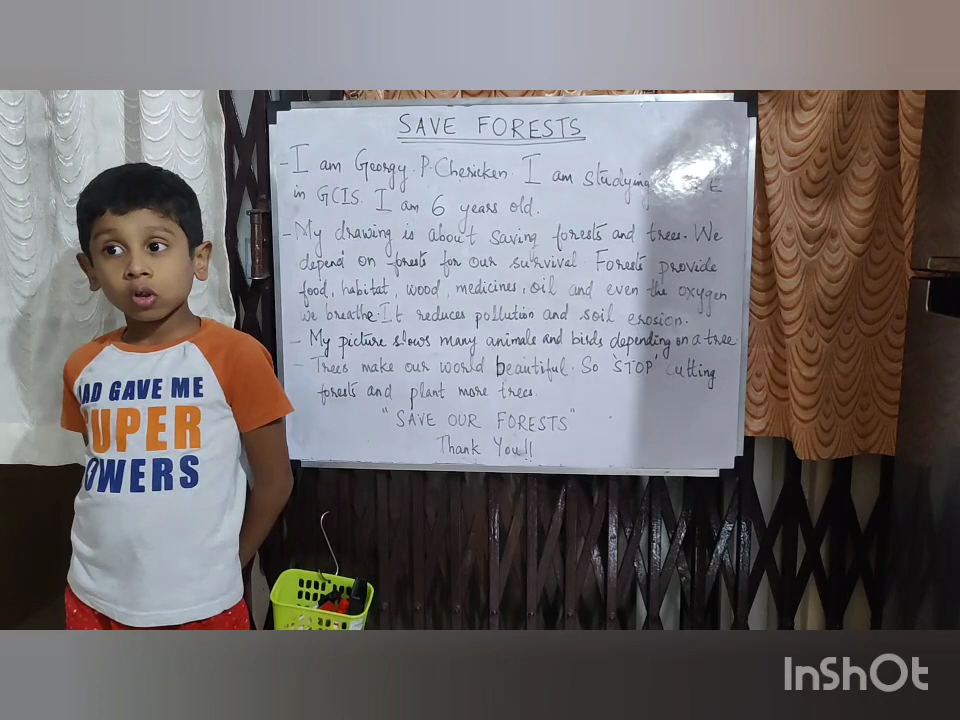 SAVE FORESTS
- I am Georgy. P. Chericken. I am studying
in GCIS. I am 6 years old.
- My drawing is about saving forests and trees. We
depend on forests for our survival. Forests provide
food, habitat, wood, medicines, oil and even the oxygen
we breathe. It reduces pollution and soil erosion.
- My picture shows many animals and birds depending on a tree.
- Trees make our world beautiful. So 'STOP' cutting
forests and plant more trees.
"SAVE OUR FORESTS"
Thank You!!
GAVE ME
InShOt